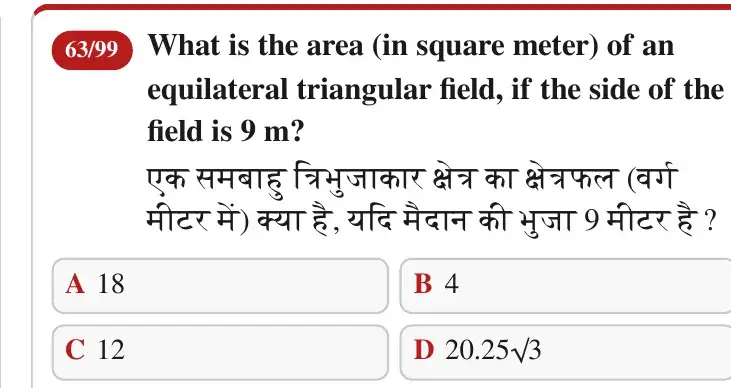 63/99 What is the area (in square meter) of an
equilateral triangular field, if the side of the
field is 9 m?
एक समबाहु त्रिभुजाकार क्षेत्र का क्षेत्रफल (वर्ग
मीटर में) क्या है, यदि मैदान की भुजा 9 मीटर है ?
A 18
B 4
C 12
D 20.25√3